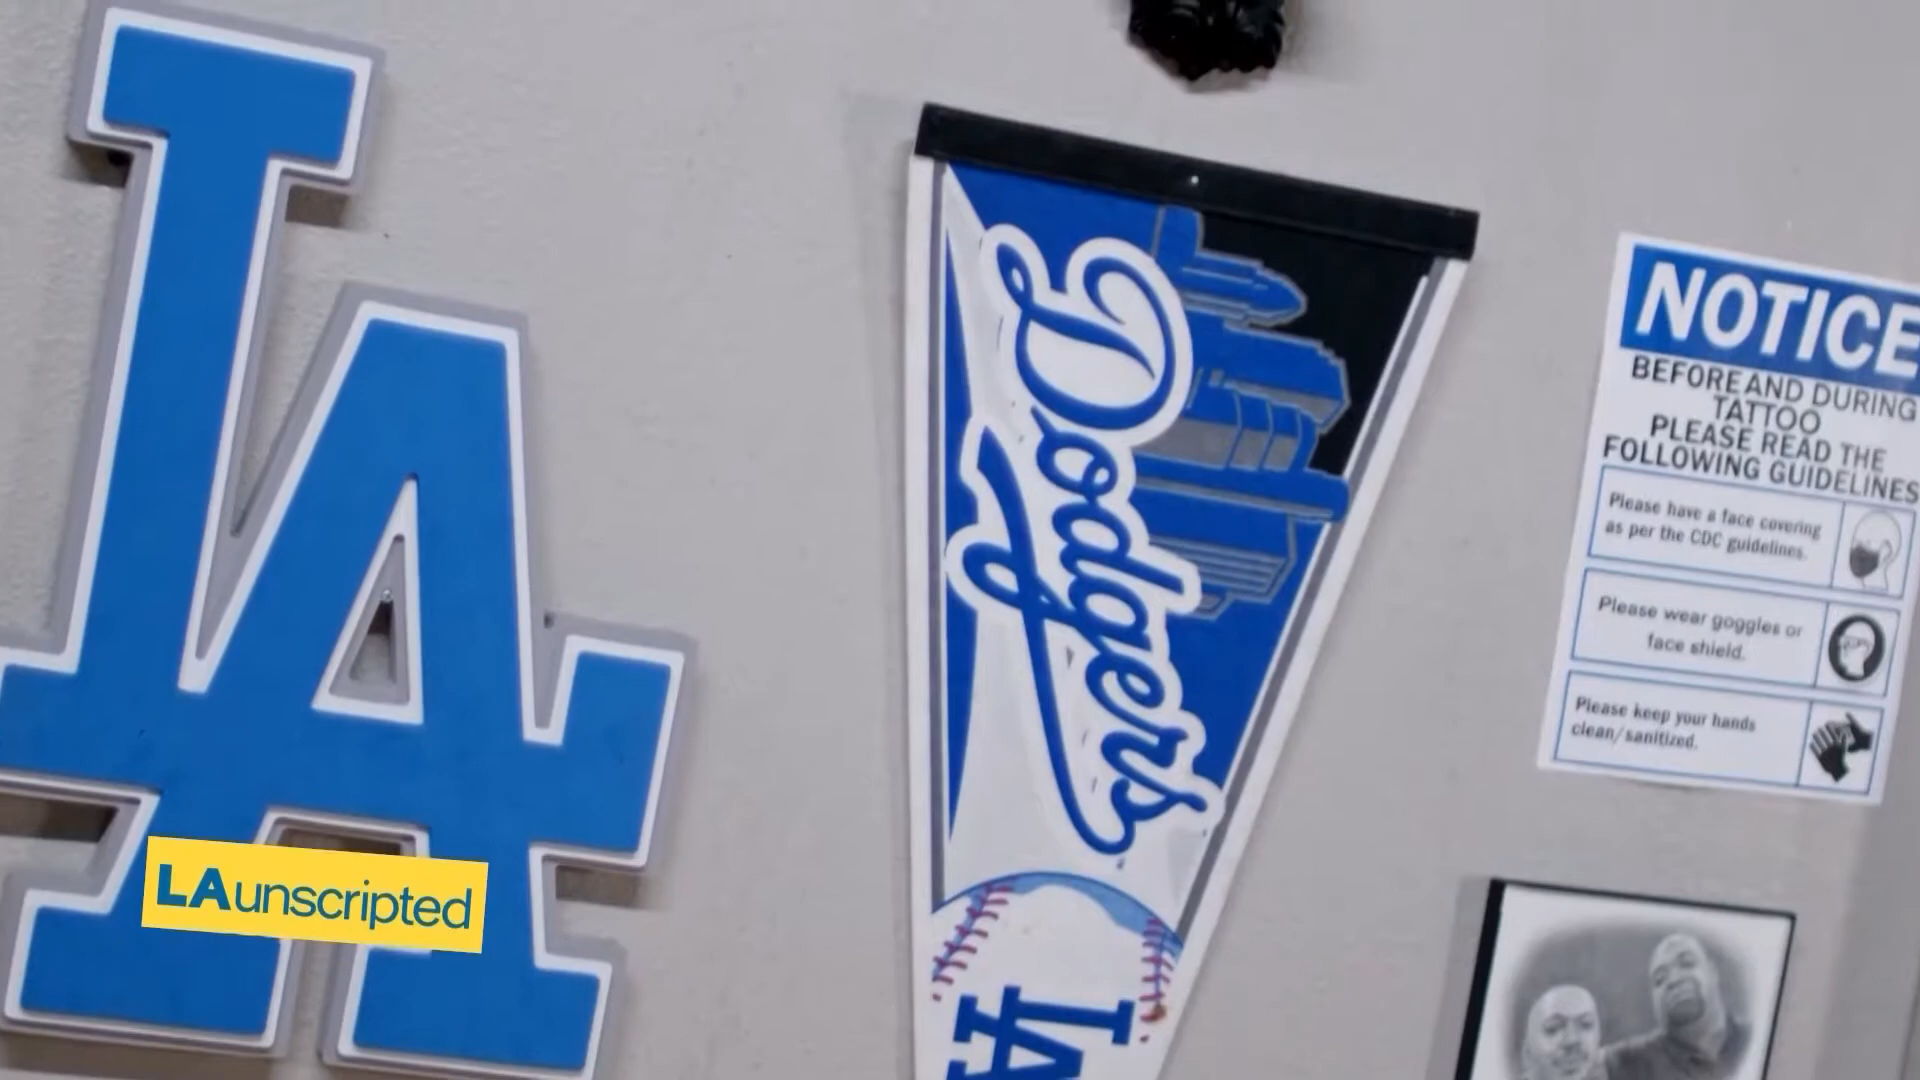 LA
LAunscripted
Dodgers
LA
NOTICE
BEFORE AND DURING
TATTOO
PLEASE READ THE
FOLLOWING GUIDELINES
Please have a face covering
as per the CDC guidelines.
Please wear goggles or
face shield.
Please keep your hands
clean/sanitized.